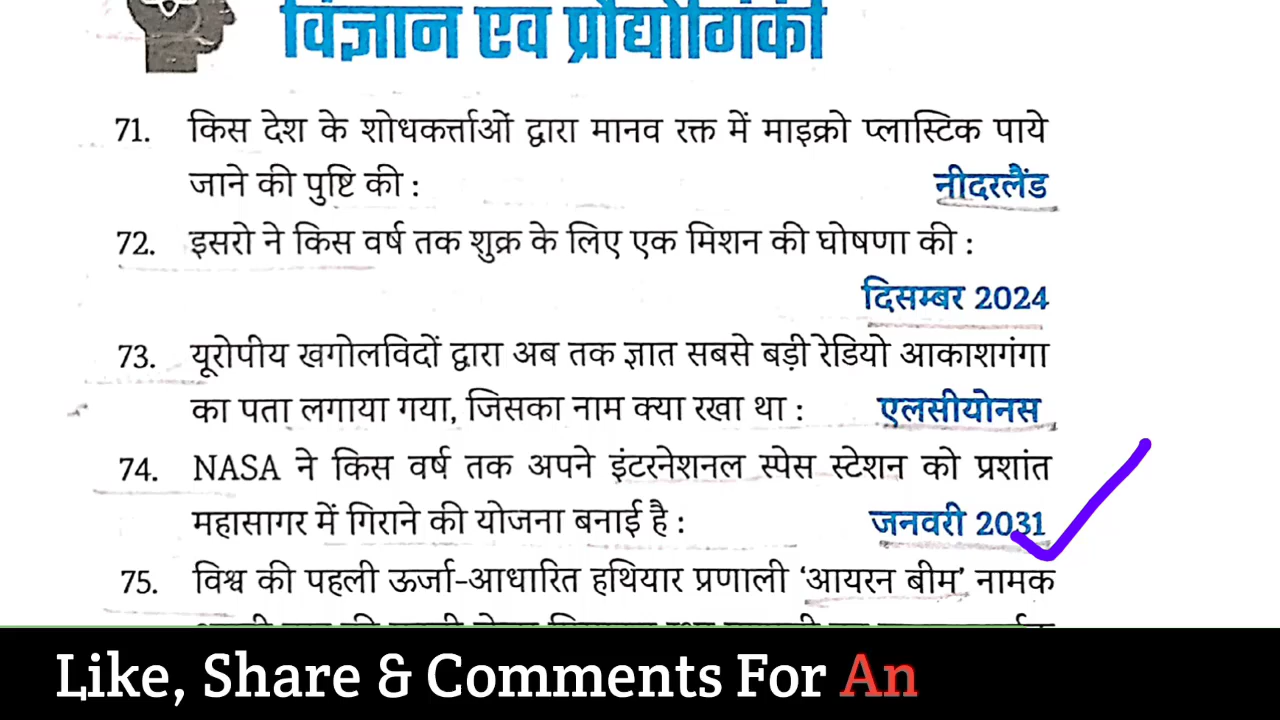 विज्ञान एवं प्रौद्योगिकी
71. किस देश के शोधकर्त्ताओं द्वारा मानव रक्त में माइक्रो प्लास्टिक पाये
जाने की पुष्टि की : नीदरलैंड
72. इसरो ने किस वर्ष तक शुक्र के लिए एक मिशन की घोषणा की :
दिसम्बर 2024
73. यूरोपीय खगोलविदों द्वारा अब तक ज्ञात सबसे बड़ी रेडियो आकाशगंगा
का पता लगाया गया, जिसका नाम क्या रखा था : एलसीयोनस
74. NASA ने किस वर्ष तक अपने इंटरनेशनल स्पेस स्टेशन को प्रशांत
महासागर में गिराने की योजना बनाई है : जनवरी 2031
75. विश्व की पहली ऊर्जा-आधारित हथियार प्रणाली ‘आयरन बीम’ नामक
Like, Share & Comments For An